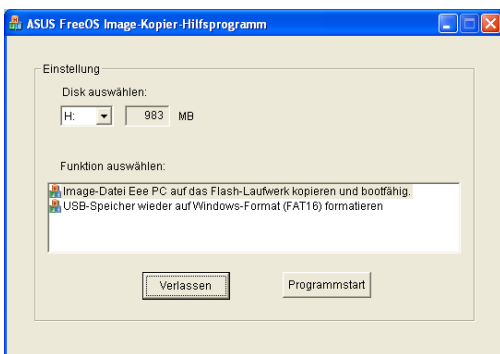 ASUS FreeOS Image-Kopier-Hilfsprogramm
Einstellung
Disk auswählen:
H: 983 MB
Funktion auswählen:
Image-Datei Eee PC auf das Flash-Laufwerk kopieren und bootfähig.
USB-Speicher wieder auf Windows-Format (FAT16) formatieren
Verlassen Programmstart